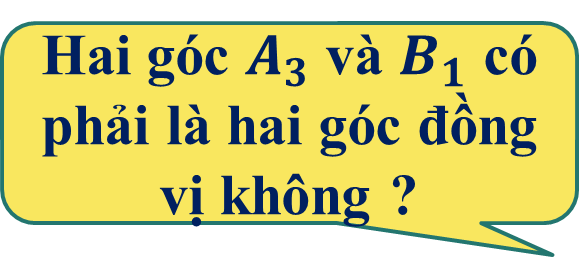 Hai góc A₃ và B₁ có
phải là hai góc đồng
vị không ?